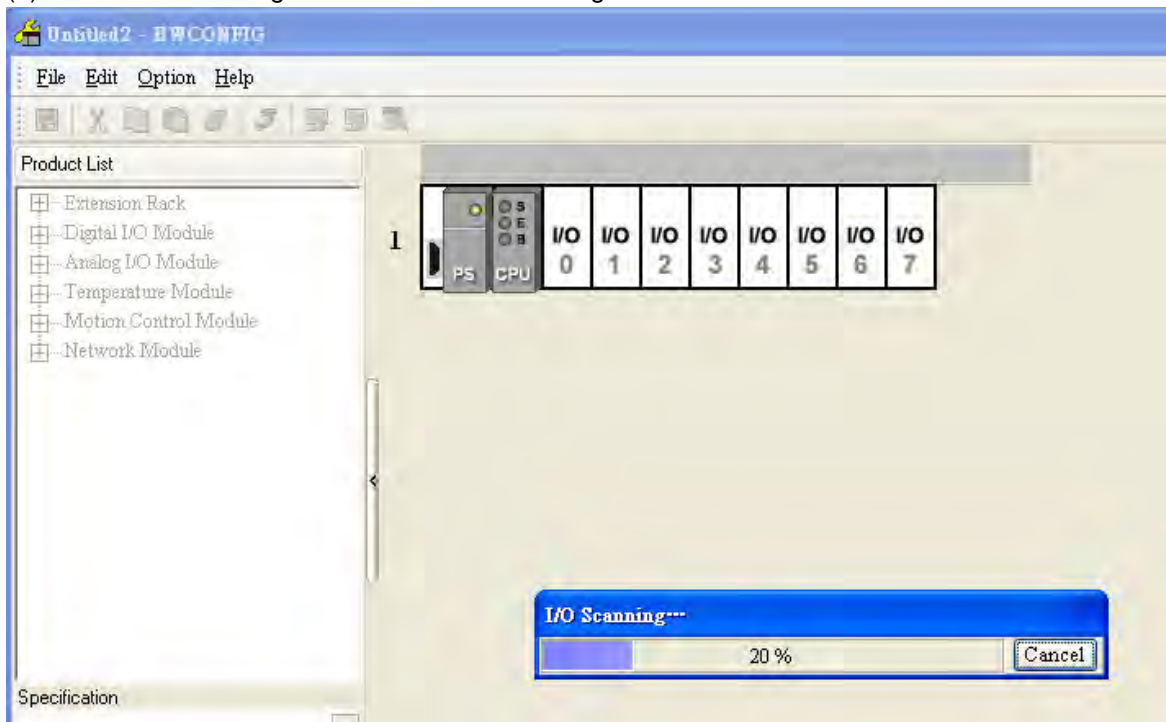 Untitled2 - HWCONFIG
File Edit Option Help
Product List
Extension Rack
Digital I/O Module
Analog I/O Module
Temperature Module
Motion Control Module
Network Module
1
PS
S
E
B
CPU
I/O 0
I/O 1
I/O 2
I/O 3
I/O 4
I/O 5
I/O 6
I/O 7
I/O Scanning---
20 %
Cancel
Specification